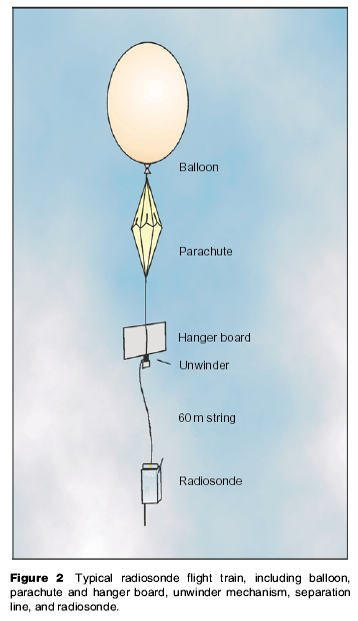 Balloon
Parachute
Hanger board
Unwinder
60 m string
Radiosonde
Figure 2 Typical radiosonde flight train, including balloon,
parachute and hanger board, unwinder mechanism, separation
line, and radiosonde.